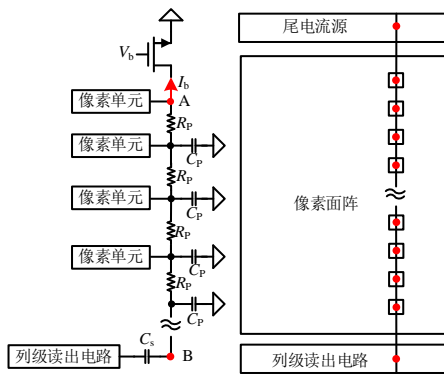 尾电流源
V_b
I_b
像素单元 A
R_P
像素单元
C_P
R_P
像素单元
C_P
R_P
像素单元
C_P
R_P
C_P
像素面阵
C_s
列级读出电路 B
列级读出电路